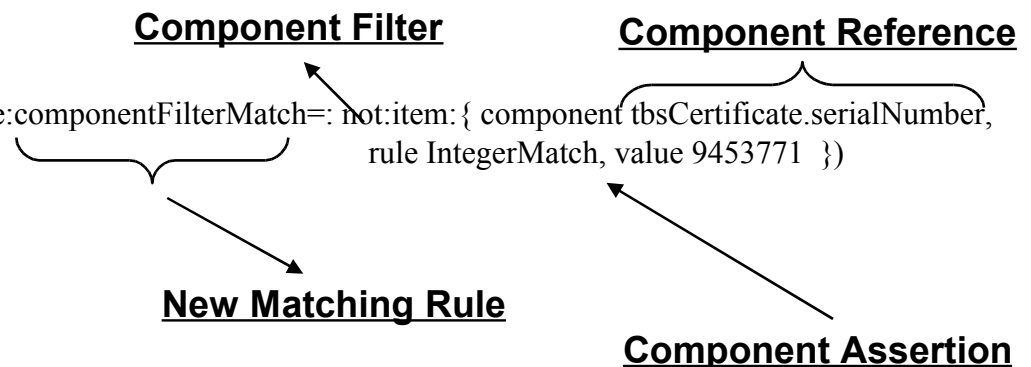 Component Filter
Component Reference
e:componentFilterMatch=: not:item:{ component tbsCertificate.serialNumber,
rule IntegerMatch, value 9453771 })
New Matching Rule
Component Assertion